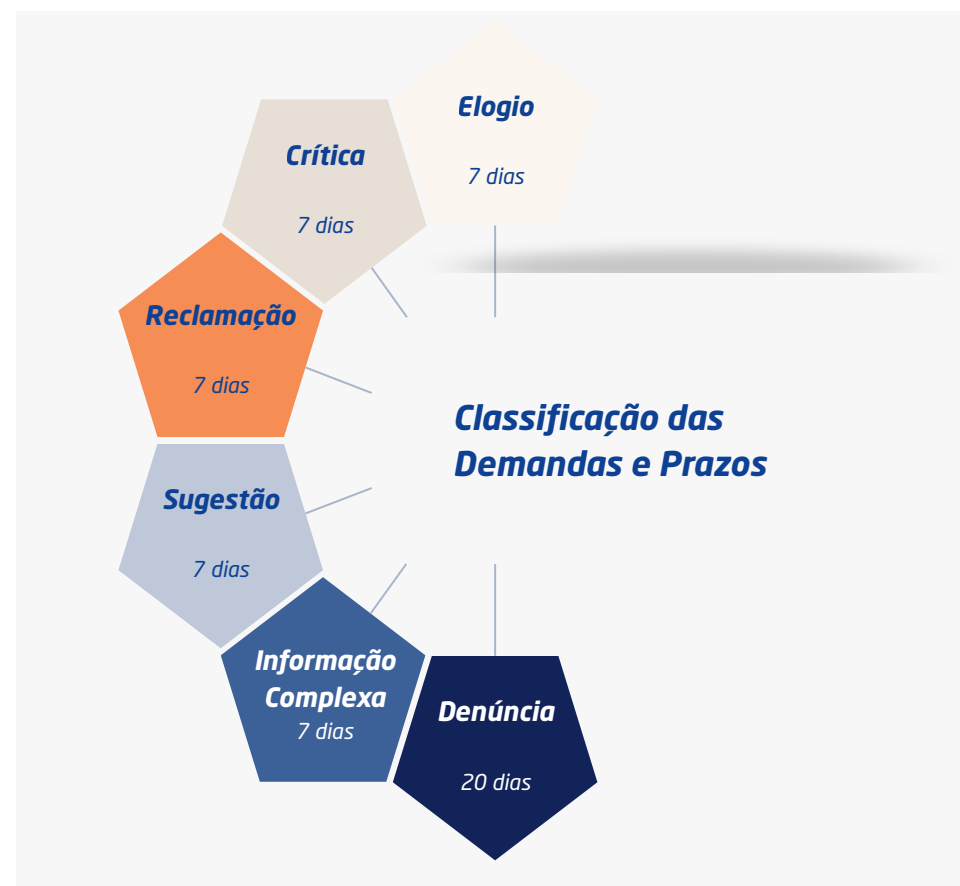 Elogio
7 dias
Crítica
7 dias
Reclamação
7 dias
Classificação das
Demandas e Prazos
Sugestão
7 dias
Informação
Complexa
7 dias
Denúncia
20 dias